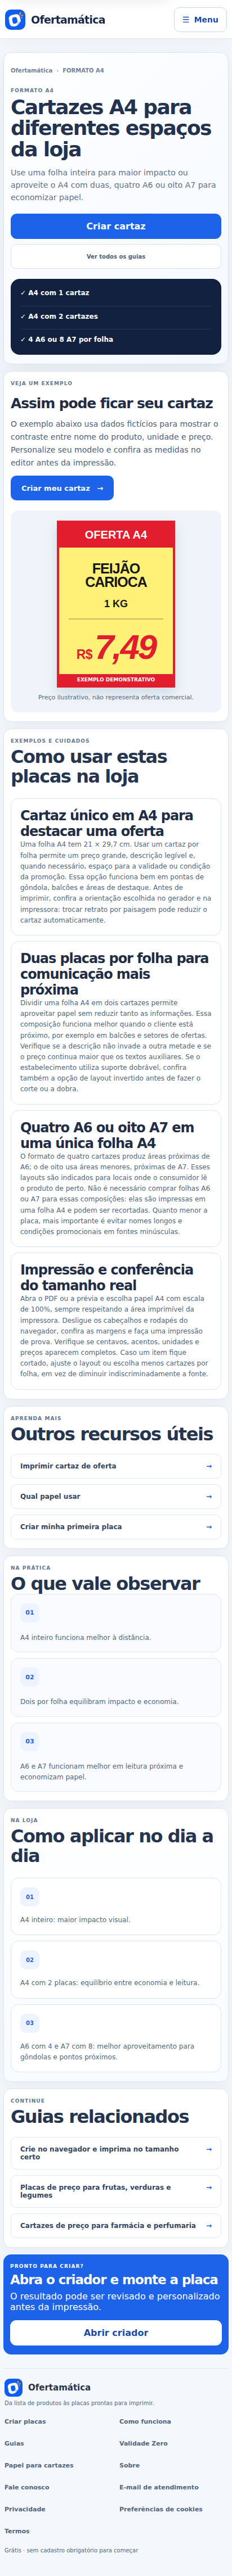 Ofertamática
☰ Menu
Ofertamática › FORMATO A4
FORMATO A4
Cartazes A4 para
diferentes espaços
da loja
Use uma folha inteira para maior impacto ou
aproveite o A4 com duas, quatro A6 ou oito A7 para
economizar papel.
Criar cartaz
Ver todos os guias
✓ A4 com 1 cartaz
✓ A4 com 2 cartazes
✓ 4 A6 ou 8 A7 por folha
VEJA UM EXEMPLO
Assim pode ficar seu cartaz
O exemplo abaixo usa dados fictícios para mostrar o
contraste entre nome do produto, unidade e preço.
Personalize seu modelo e confira as medidas no
editor antes da impressão.
Criar meu cartaz →
OFERTA A4
FEIJÃO
CARIOCA
1 KG
R$ 7,49
EXEMPLO DEMONSTRATIVO
Preço ilustrativo, não representa oferta comercial.
EXEMPLOS E CUIDADOS
Como usar estas
placas na loja
Cartaz único em A4 para
destacar uma oferta
Uma folha A4 tem 21 × 29,7 cm. Usar um cartaz por
folha permite um preço grande, descrição legível e,
quando necessário, espaço para a validade ou condição
da promoção. Essa opção funciona bem em pontas de
gôndola, balcões e áreas de destaque. Antes de
imprimir, confira a orientação escolhida no gerador e na
impressora: trocar retrato por paisagem pode reduzir o
cartaz automaticamente.
Duas placas por folha para
comunicação mais
próxima
Dividir uma folha A4 em dois cartazes permite
aproveitar papel sem reduzir tanto as informações. Essa
composição funciona melhor quando o cliente está
próximo, por exemplo em balcões e setores de ofertas.
Verifique se a descrição não invade a outra metade e se
o preço continua maior que os textos auxiliares. Se o
estabelecimento utiliza suporte dobrável, confira
também a opção de layout invertido antes de fazer o
corte ou a dobra.
Quatro A6 ou oito A7 em
uma única folha A4
O formato de quatro cartazes produz áreas próximas de
A6; o de oito usa áreas menores, próximas de A7. Esses
layouts são indicados para locais onde o consumidor lê
o produto de perto. Não é necessário comprar folhas A6
ou A7 para essas composições: elas são impressas em
uma folha A4 e podem ser recortadas. Quanto menor a
placa, mais importante é evitar nomes longos e
condições promocionais em fontes minúsculas.
Impressão e conferência
do tamanho real
Abra o PDF ou a prévia e escolha papel A4 com escala
de 100%, sempre respeitando a área imprimível da
impressora. Desligue os cabeçalhos e rodapés do
navegador, confira as margens e faça uma impressão
de prova. Verifique se centavos, acentos, unidades e
preços aparecem completos. Caso um item fique
cortado, ajuste o layout ou escolha menos cartazes por
folha, em vez de diminuir indiscriminadamente a fonte.
APRENDA MAIS
Outros recursos úteis
Imprimir cartaz de oferta →
Qual papel usar →
Criar minha primeira placa →
NA PRÁTICA
O que vale observar
01
A4 inteiro funciona melhor à distância.
02
Dois por folha equilibram impacto e economia.
03
A6 e A7 funcionam melhor em leitura próxima e
economizam papel.
NA LOJA
Como aplicar no dia a
dia
01
A4 inteiro: maior impacto visual.
02
A4 com 2 placas: equilíbrio entre economia e leitura.
03
A6 com 4 e A7 com 8: melhor aproveitamento para
gôndolas e pontos próximos.
CONTINUE
Guias relacionados
Crie no navegador e imprima no tamanho →
certo
Placas de preço para frutas, verduras e →
legumes
Cartazes de preço para farmácia e perfumaria →
PRONTO PARA CRIAR?
Abra o criador e monte a placa
O resultado pode ser revisado e personalizado
antes da impressão.
Abrir criador
Ofertamática
Da lista de produtos às placas prontas para imprimir.
Criar placas
Como funciona
Guias
Validade Zero
Papel para cartazes
Sobre
Fale conosco
E-mail de atendimento
Privacidade
Preferências de cookies
Termos
Grátis · sem cadastro obrigatório para começar